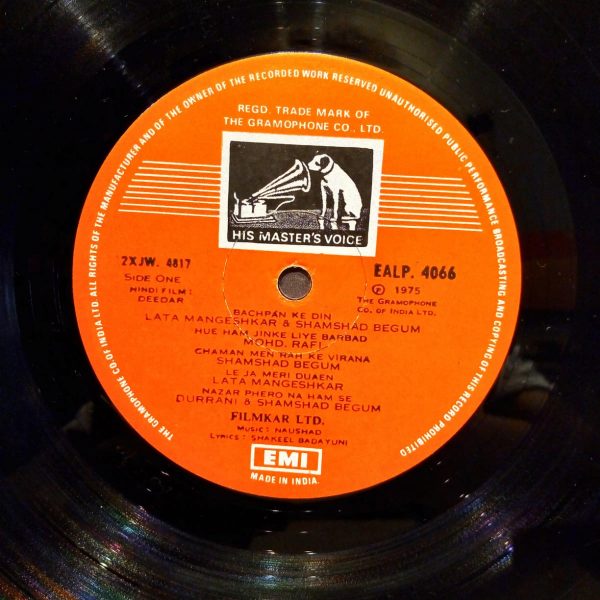 THE GRAMOPHONE CO. OF INDIA LTD. ALL RIGHTS OF THE MANUFACTURER AND OF THE OWNER OF THE RECORDED WORK RESERVED UNAUTHORISED PUBLIC PERFORMANCE BROADCASTING AND COPYING OF THIS RECORD PROHIBITED
REGD. TRADE MARK OF
THE GRAMOPHONE CO., LTD.
HIS MASTER'S VOICE
2XJW. 4817
SIDE ONE
HINDI FILM:
DEEDAR
EALP. 4066
Ⓟ 1975
THE GRAMOPHONE
CO. OF INDIA LTD.
BACHPAN KE DIN
LATA MANGESHKAR & SHAMSHAD BEGUM
HUE HAM JINKE LIYE BARBAD
MOHD. RAFI
CHAMAN MEN RAH KE VIRANA
SHAMSHAD BEGUM
LE JA MERI DUAEN
LATA MANGESHKAR
NAZAR PHERO NA HAM SE
DURRANI & SHAMSHAD BEGUM
FILMKAR LTD.
MUSIC: NAUSHAD
LYRICS: SHAKEEL BADAYUNI
EMI
MADE IN INDIA.